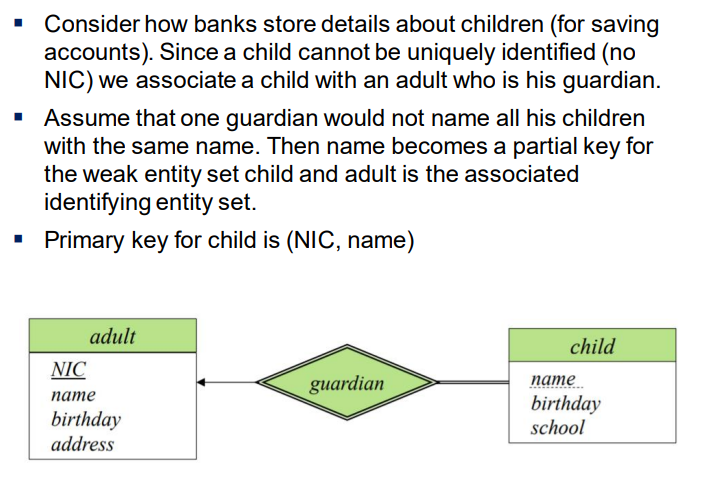 ▪ Consider how banks store details about children (for saving
accounts). Since a child cannot be uniquely identified (no
NIC) we associate a child with an adult who is his guardian.
▪ Assume that one guardian would not name all his children
with the same name. Then name becomes a partial key for
the weak entity set child and adult is the associated
identifying entity set.
▪ Primary key for child is (NIC, name)
adult
NIC
name
birthday
address
guardian
child
name
birthday
school